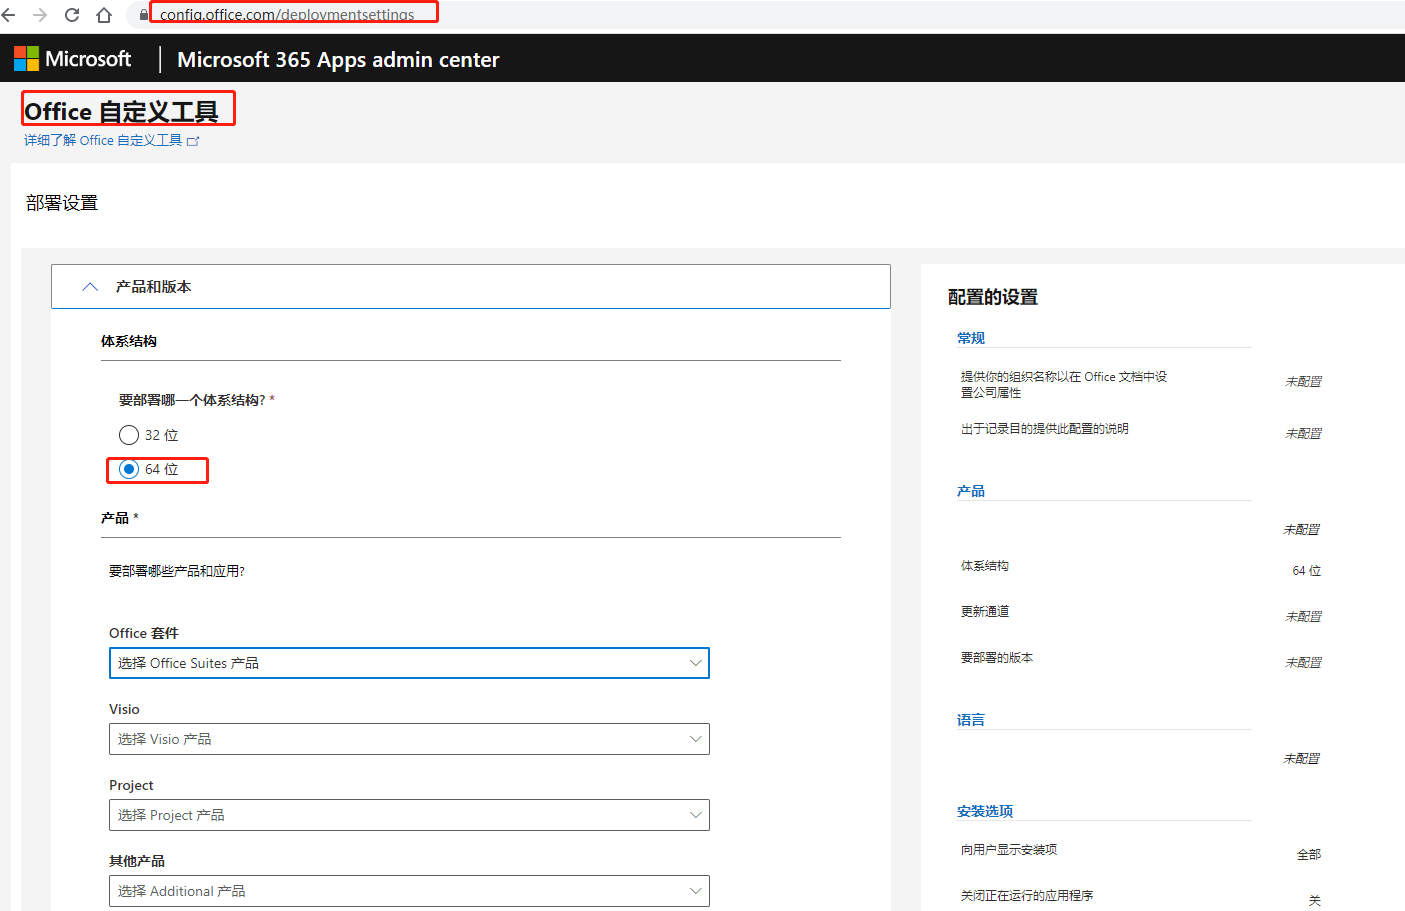 config.office.com/deploymentsettings
Microsoft
Microsoft 365 Apps admin center
Office 自定义工具
详细了解 Office 自定义工具
部署设置
产品和版本
体系结构
要部署哪一个体系结构? *
32 位
64 位
产品 *
要部署哪些产品和应用?
Office 套件
选择 Office Suites 产品
Visio
选择 Visio 产品
Project
选择 Project 产品
其他产品
选择 Additional 产品
配置的设置
常规
提供你的组织名称以在 Office 文档中设
置公司属性
未配置
出于记录目的提供此配置的说明
未配置
产品
未配置
体系结构
64 位
更新通道
未配置
要部署的版本
未配置
语言
未配置
安装选项
向用户显示安装项
全部
关闭正在运行的应用程序
关